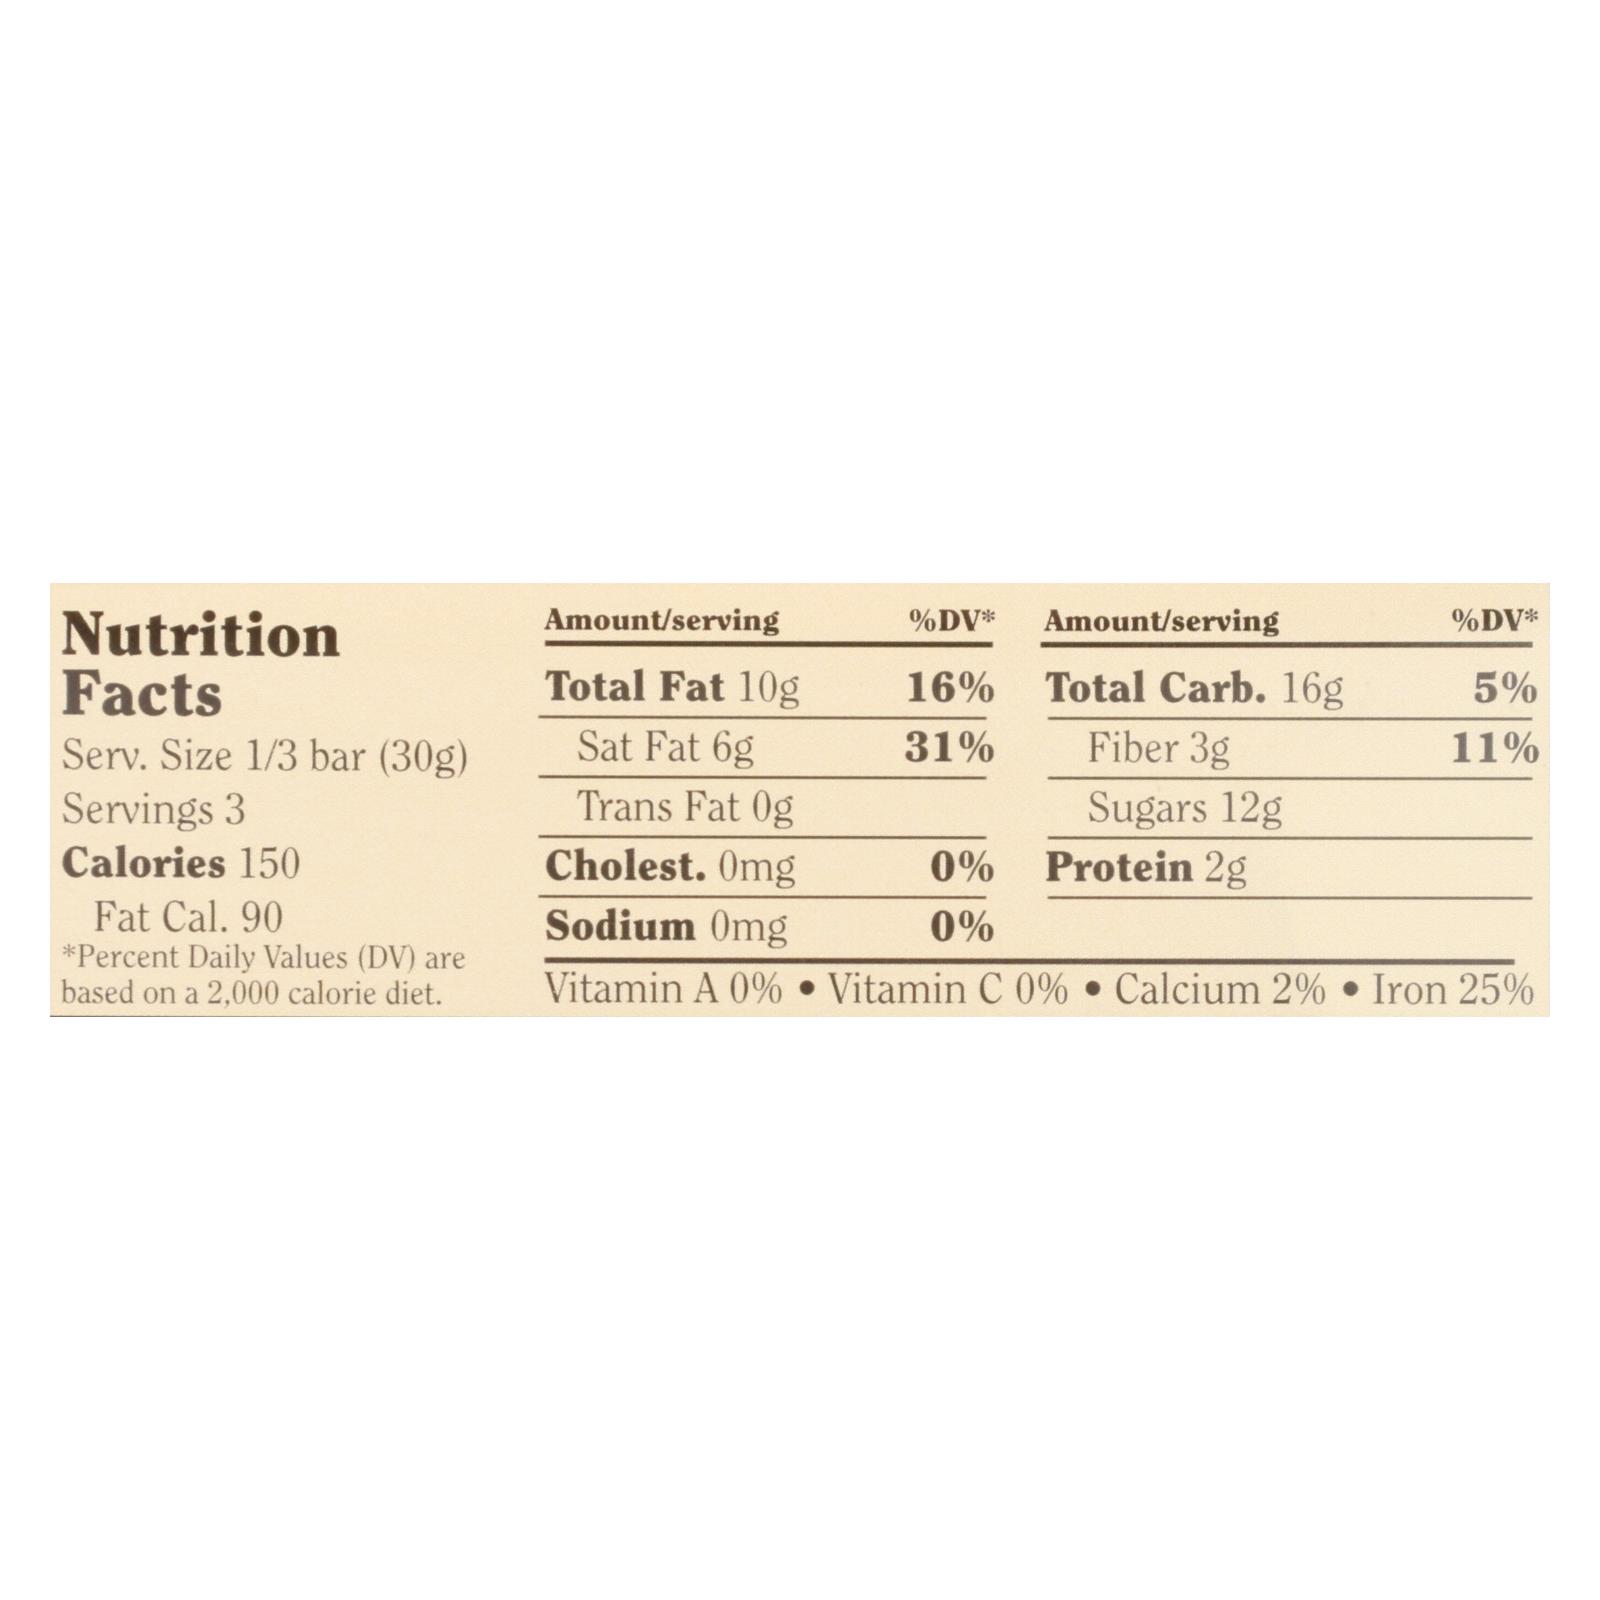 Nutrition
Facts
Serv. Size 1/3 bar (30g)
Servings 3
Calories 150
Fat Cal. 90
*Percent Daily Values (DV) are
based on a 2,000 calorie diet.
Amount/serving %DV*
Total Fat 10g 16%
Sat Fat 6g 31%
Trans Fat 0g
Cholest. 0mg 0%
Sodium 0mg 0%
Amount/serving %DV*
Total Carb. 16g 5%
Fiber 3g 11%
Sugars 12g
Protein 2g
Vitamin A 0% • Vitamin C 0% • Calcium 2% • Iron 25%